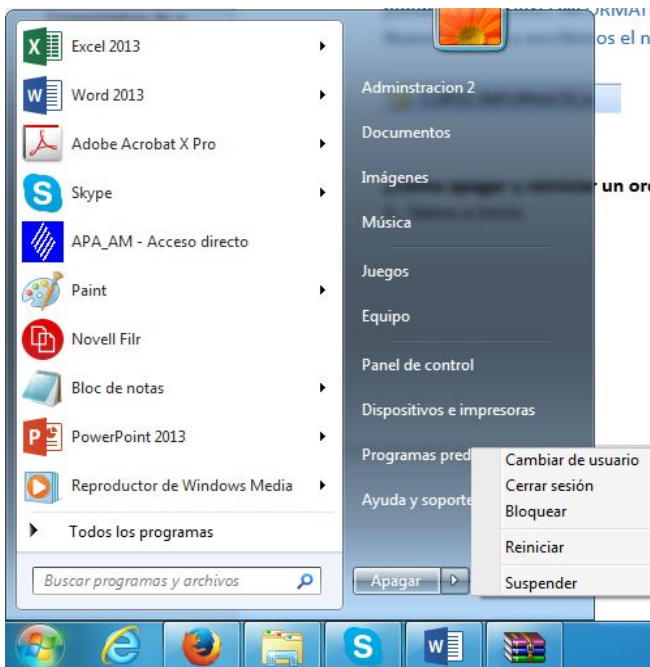 ORMATI
os el n
un ord
Excel 2013
Word 2013
Adobe Acrobat X Pro
Skype
APA_AM - Acceso directo
Paint
Novell Filr
Bloc de notas
PowerPoint 2013
Reproductor de Windows Media
Todos los programas
Buscar programas y archivos
Adminstracion 2
Documentos
Imágenes
Música
Juegos
Equipo
Panel de control
Dispositivos e impresoras
Programas pred
Ayuda y soporte
Apagar
Cambiar de usuario
Cerrar sesión
Bloquear
Reiniciar
Suspender